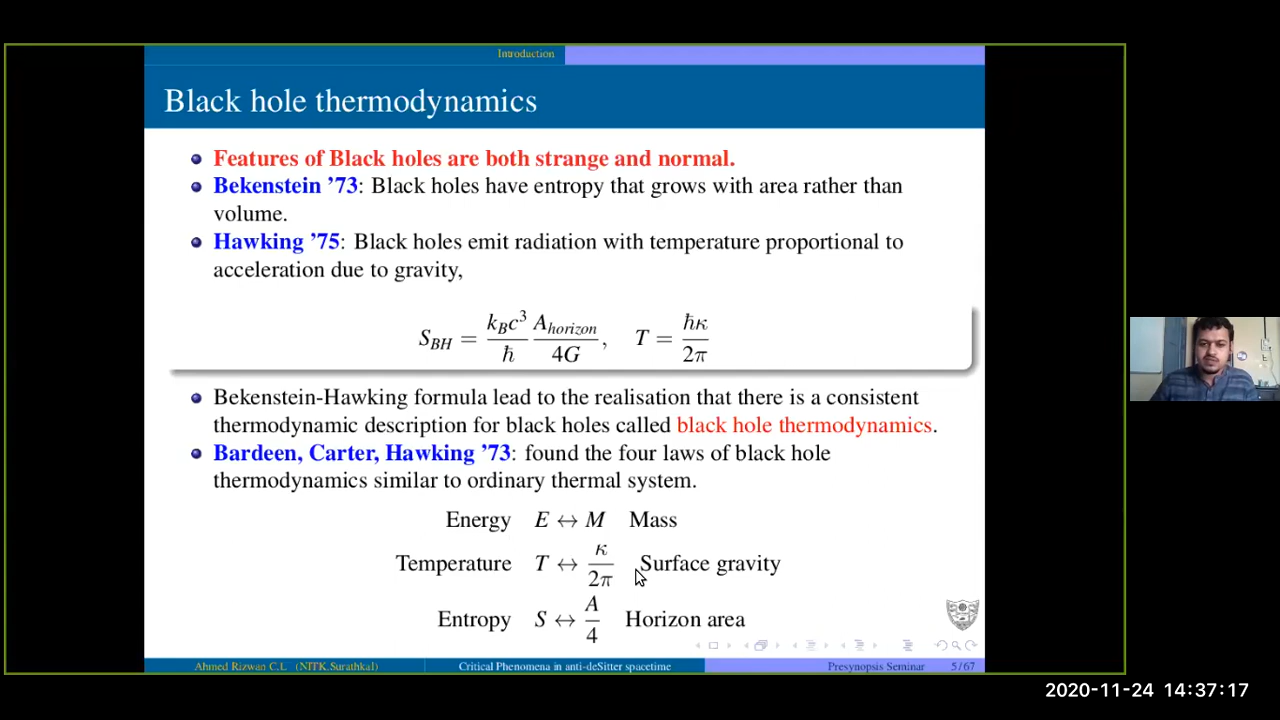 Introduction
Black hole thermodynamics
Features of Black holes are both strange and normal.
Bekenstein ’73: Black holes have entropy that grows with area rather than
volume.
Hawking ’75: Black holes emit radiation with temperature proportional to
acceleration due to gravity,
S_BH = k_B c^3 / ħ A_horizon / 4G, T = ħκ / 2π
Bekenstein-Hawking formula lead to the realisation that there is a consistent
thermodynamic description for black holes called black hole thermodynamics.
Bardeen, Carter, Hawking ’73: found the four laws of black hole
thermodynamics similar to ordinary thermal system.
Energy E ↔ M Mass
Temperature T ↔ κ / 2π Surface gravity
Entropy S ↔ A / 4 Horizon area
Ahmed Rizwan C.L (NITK,Surathkal) Critical Phenomena in anti-deSitter spacetime Presynopsis Seminar 5/67
2020-11-24 14:37:17